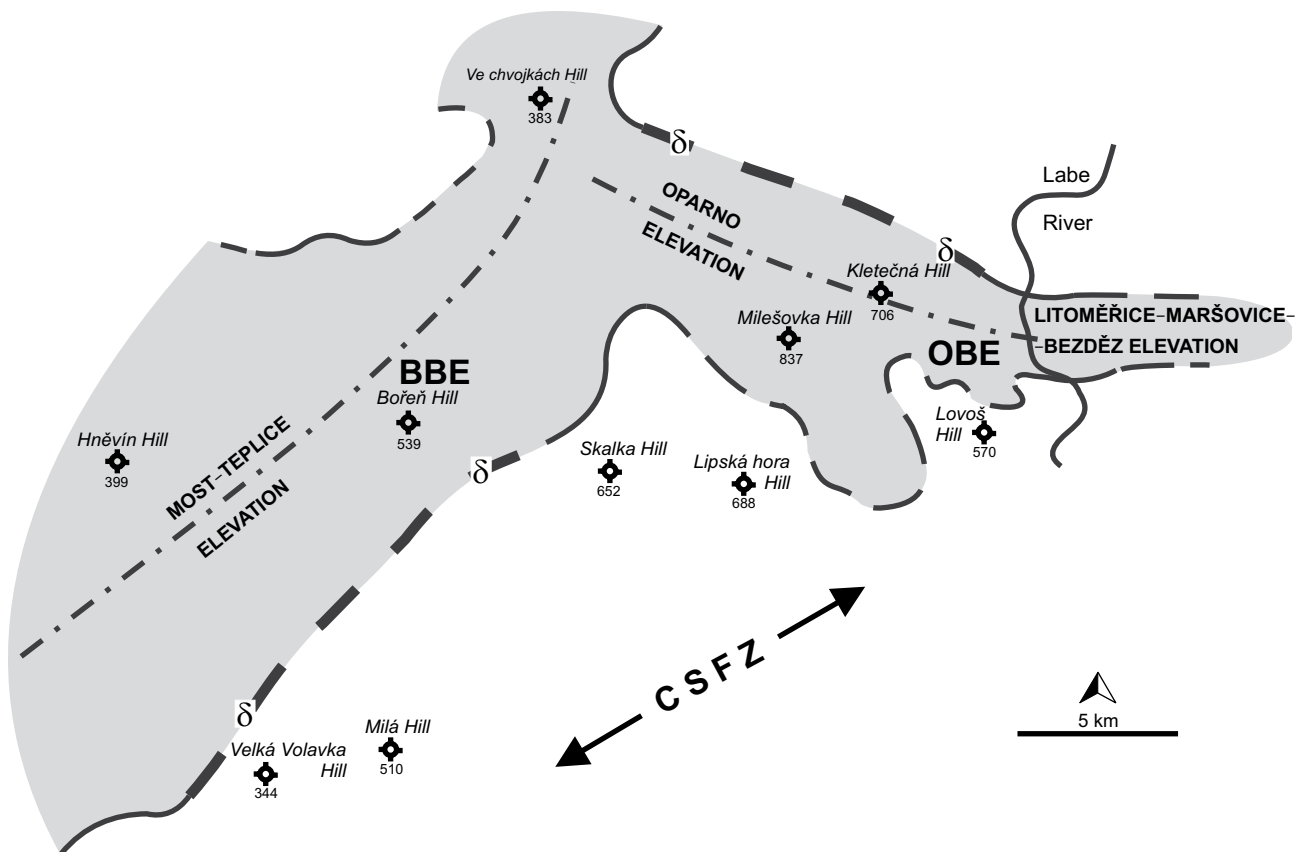 Ve chvojkách Hill
383
δ
Labe
River
OPARNO
ELEVATION
δ
Kletečná Hill
706
Milešovka Hill
837
LITOMĚŘICE–MARŠOVICE–
–BEZDĚZ ELEVATION
OBE
BBE
Bořeň Hill
539
Hněvín Hill
399
MOST–TEPLICE
ELEVATION
δ
Skalka Hill
652
Lipská hora
Hill
688
Lovoš
Hill
570
CSFZ
δ
Velká Volavka
Hill
344
Milá Hill
510
5 km